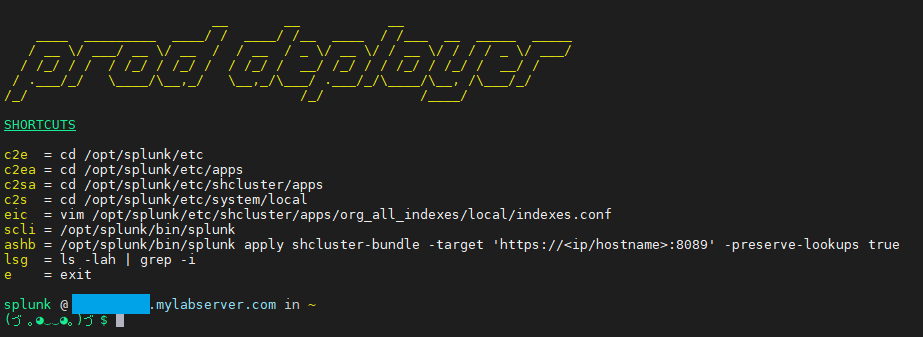 prod deployer
SHORTCUTS
c2e = cd /opt/splunk/etc
c2ea = cd /opt/splunk/etc/apps
c2sa = cd /opt/splunk/etc/shcluster/apps
c2s = cd /opt/splunk/etc/system/local
eic = vim /opt/splunk/etc/shcluster/apps/org_all_indexes/local/indexes.conf
scli = /opt/splunk/bin/splunk
ashb = /opt/splunk/bin/splunk apply shcluster-bundle -target 'https://<ip/hostname>:8089' -preserve-lookups true
lsg = ls -lah | grep -i
e = exit
splunk @ .mylabserver.com in ~
(づ｡◕‿‿◕｡)づ $